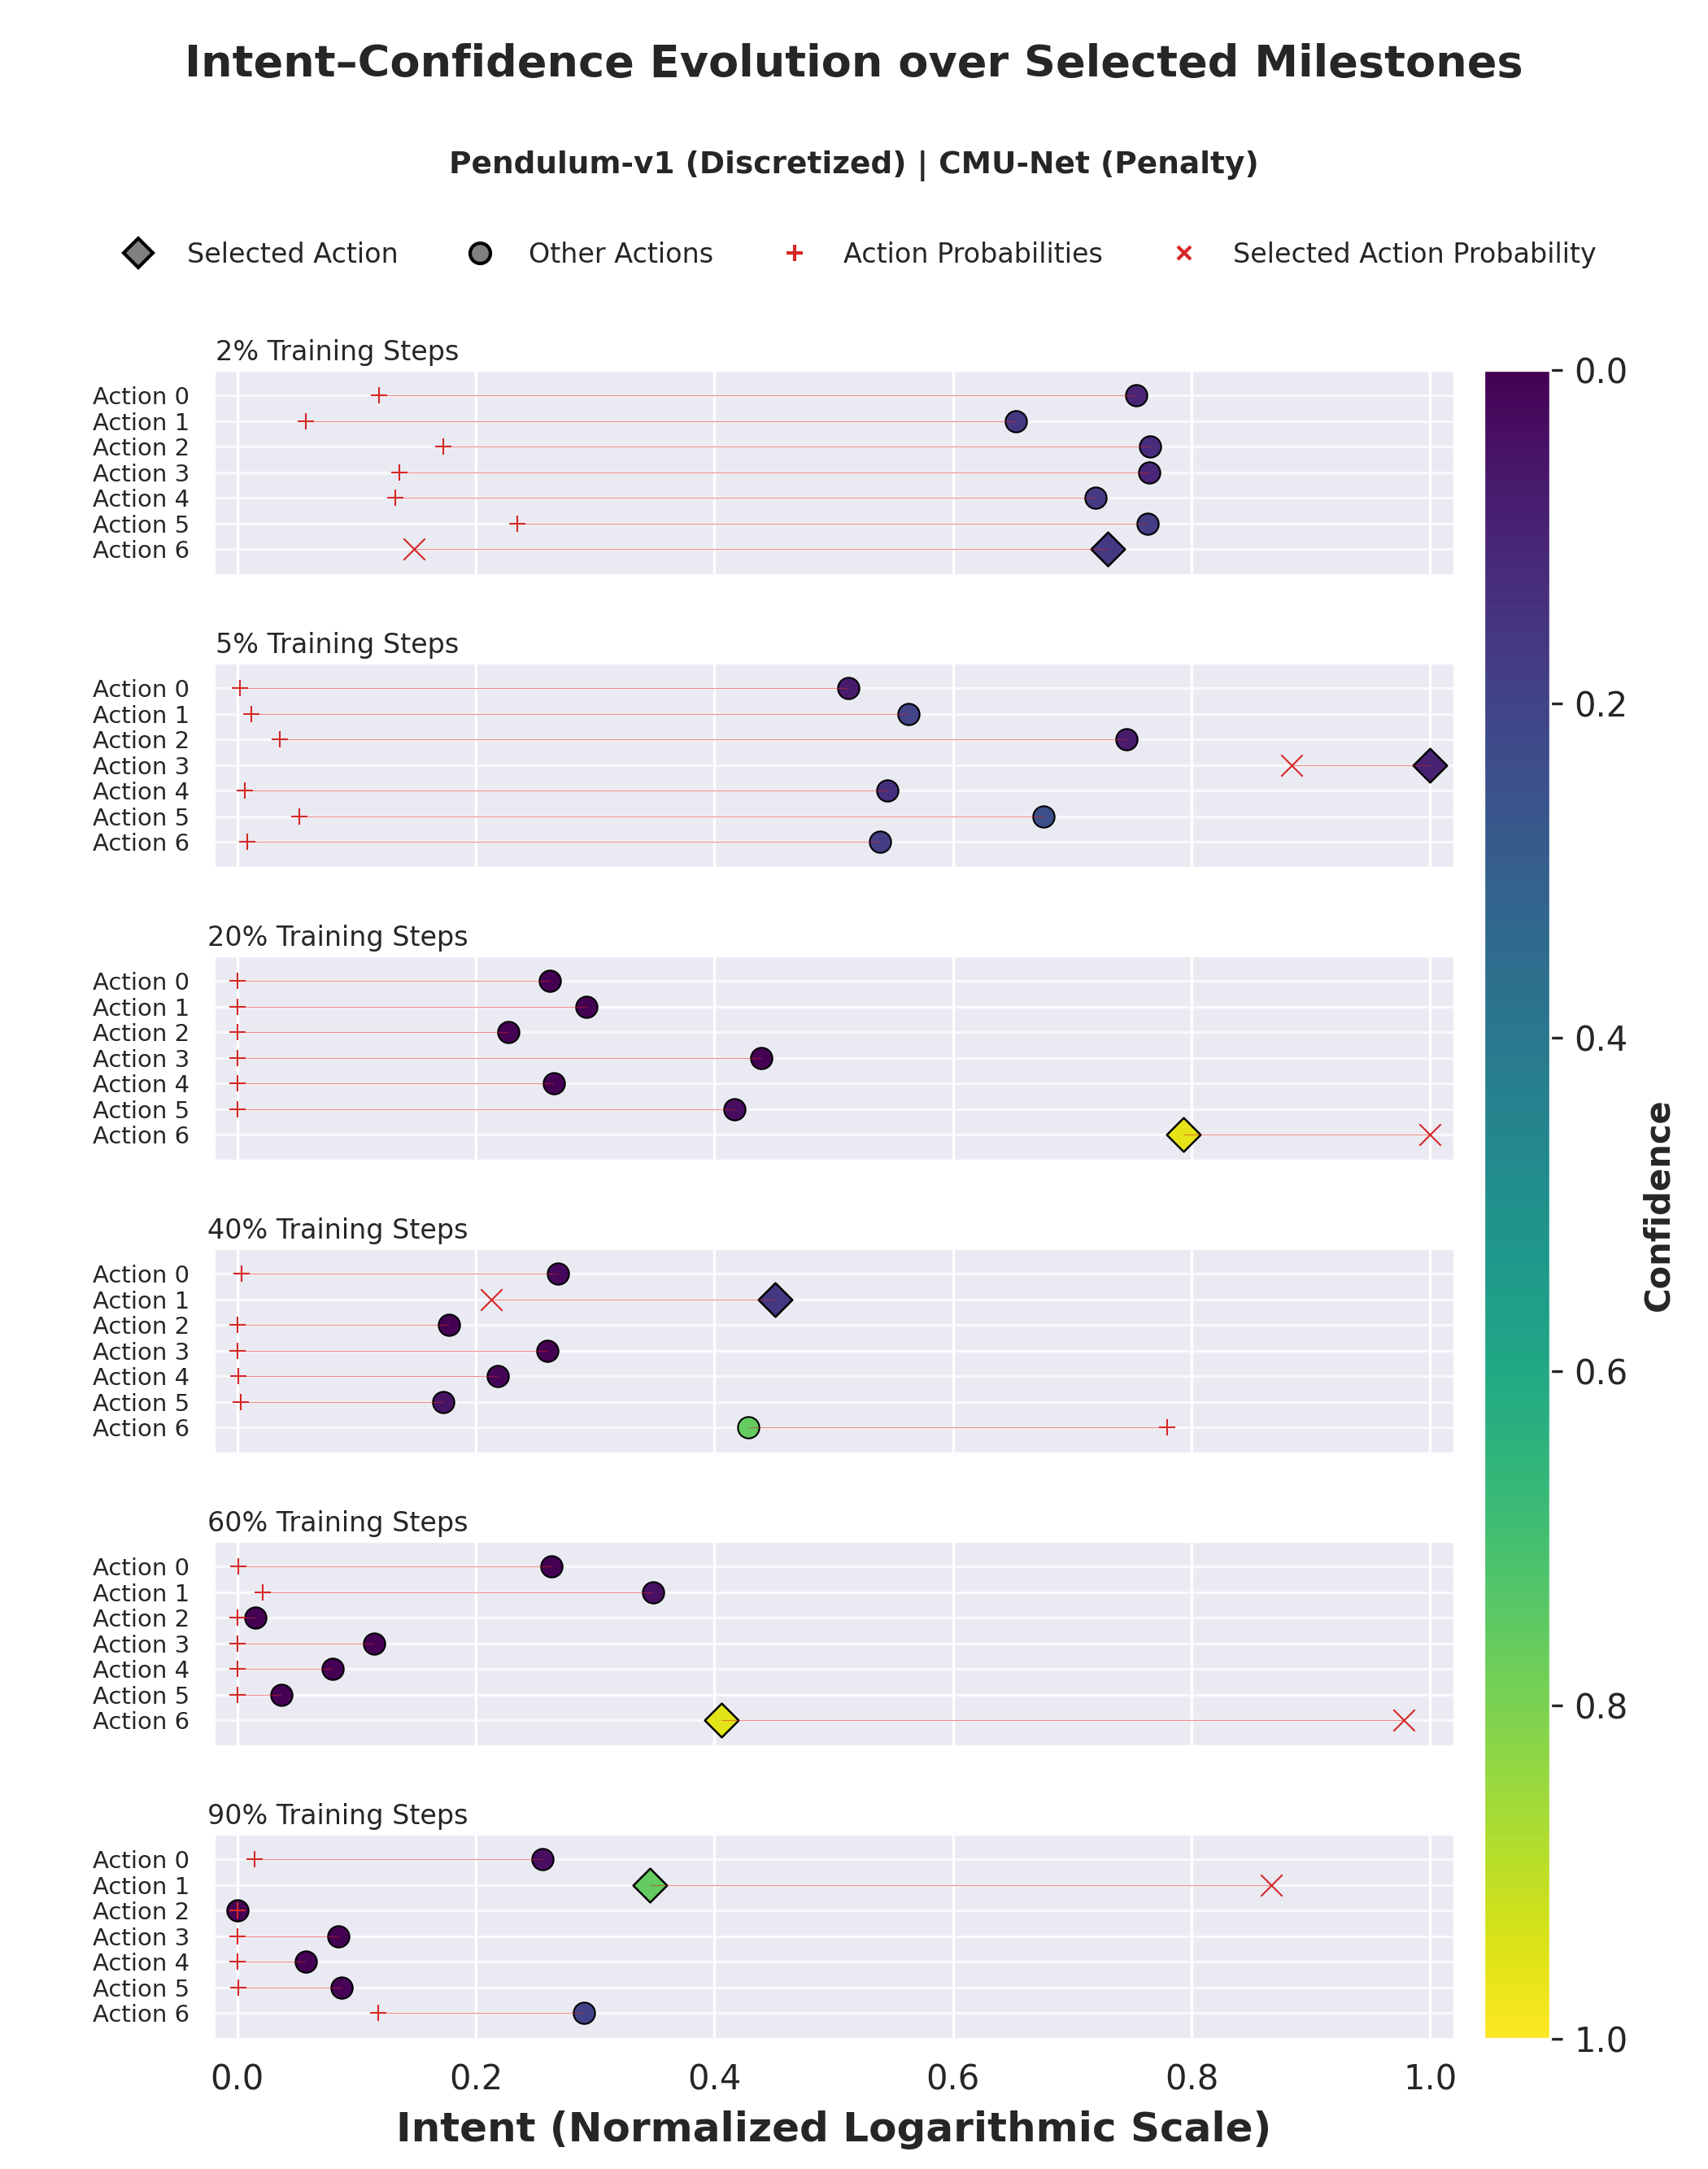 Intent–Confidence Evolution over Selected Milestones
Pendulum-v1 (Discretized) | CMU-Net (Penalty)
Selected Action
Other Actions
Action Probabilities
Selected Action Probability
2% Training Steps
Action 0
Action 1
Action 2
Action 3
Action 4
Action 5
Action 6
5% Training Steps
Action 0
Action 1
Action 2
Action 3
Action 4
Action 5
Action 6
20% Training Steps
Action 0
Action 1
Action 2
Action 3
Action 4
Action 5
Action 6
40% Training Steps
Action 0
Action 1
Action 2
Action 3
Action 4
Action 5
Action 6
60% Training Steps
Action 0
Action 1
Action 2
Action 3
Action 4
Action 5
Action 6
90% Training Steps
Action 0
Action 1
Action 2
Action 3
Action 4
Action 5
Action 6
0.0 0.2 0.4 0.6 0.8 1.0
Intent (Normalized Logarithmic Scale)
0.0
0.2
0.4
0.6
0.8
1.0
Confidence